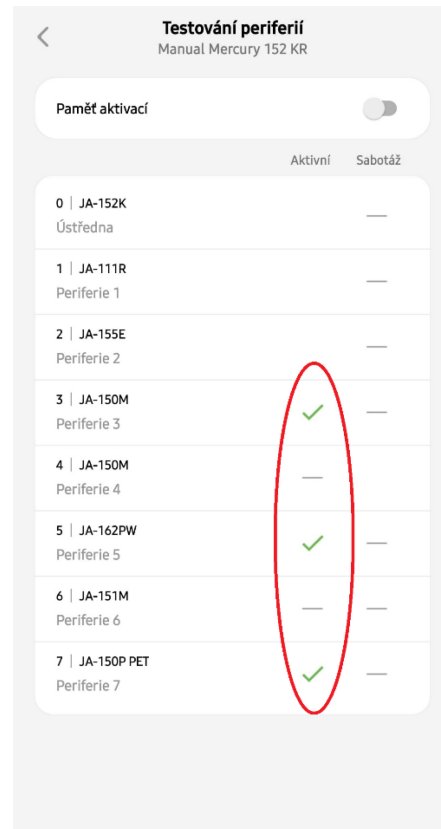 Testování periferií
Manual Mercury 152 KR
Paměť aktivací
Aktivní Sabotáž
0 | JA-152K
Ústředna
1 | JA-111R
Periferie 1
2 | JA-155E
Periferie 2
3 | JA-150M
Periferie 3
4 | JA-150M
Periferie 4
5 | JA-162PW
Periferie 5
6 | JA-151M
Periferie 6
7 | JA-150P PET
Periferie 7